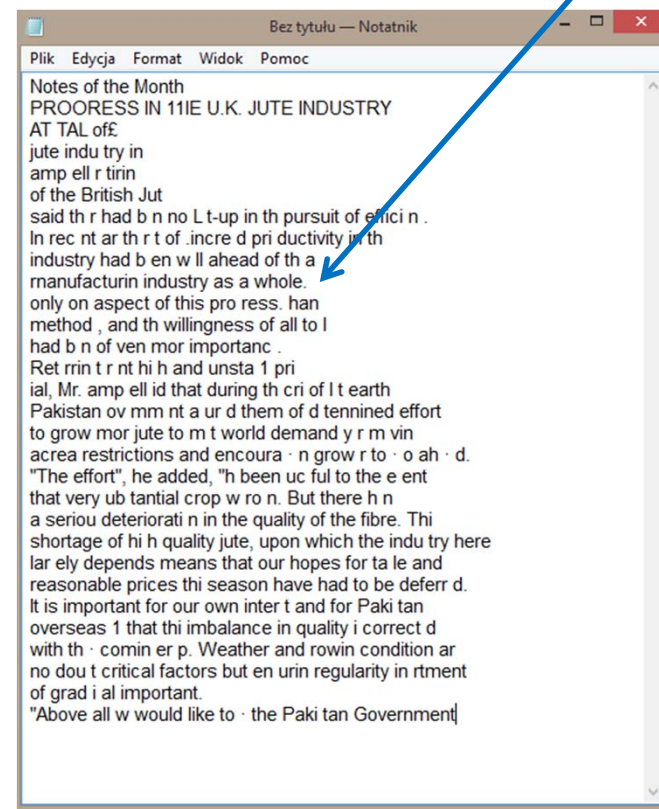 Bez tytułu — Notatnik
Plik Edycja Format Widok Pomoc
Notes of the Month
PROORESS IN 11IE U.K. JUTE INDUSTRY
AT TAL of£
jute indu try in
amp ell r tirin
of the British Jut
said th r had b n no L t-up in th pursuit of effici n .
In rec nt ar th r t of .incre d pri ductivity in th
industry had b en w ll ahead of th a
rnanufacturin industry as a whole.
only on aspect of this pro ress. han
method , and th willingness of all to l
had b n of ven mor importanc .
Ret rrin t r nt hi h and unsta 1 pri
ial, Mr. amp ell id that during th cri of l t earth
Pakistan ov mm nt a ur d them of d tennined effort
to grow mor jute to m t world demand y r m vin
acrea restrictions and encoura · n grow r to · o ah · d.
"The effort", he added, "h been uc ful to the e ent
that very ub tantial crop w ro n. But there h n
a seriou deteriorati n in the quality of the fibre. Thi
shortage of hi h quality jute, upon which the indu try here
lar ely depends means that our hopes for ta le and
reasonable prices thi season have had to be deferr d.
It is important for our own inter t and for Paki tan
overseas 1 that thi imbalance in quality i correct d
with th · comin er p. Weather and rowin condition ar
no dou t critical factors but en urin regularity in rtment
of grad i al important.
"Above all w would like to · the Paki tan Government